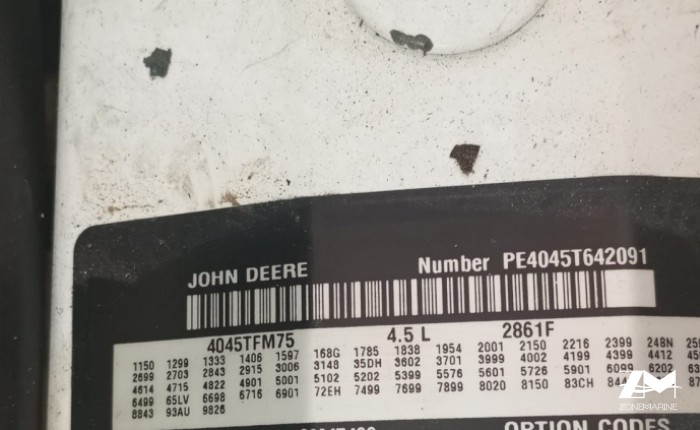 JOHN DEERE Number PE4045T642091
4045TFM75 4.5 L 2861F
1150 1299 1333 1406 1597 168G 1785 1838 1954 2001 2150 2216 2399 248N
2699 2703 2843 2915 3006 3148 35DH 3602 3701 3999 4002 4199 4399 4412
4614 4715 4822 4901 5001 5102 5202 5399 5576 5601 5726 5901 6099 6202
6499 65LV 6698 6716 6901 72EH 7499 7699 7899 8020 8150 83CH
8843 93AU 9826
OPTION CODES
ZONEMARINE